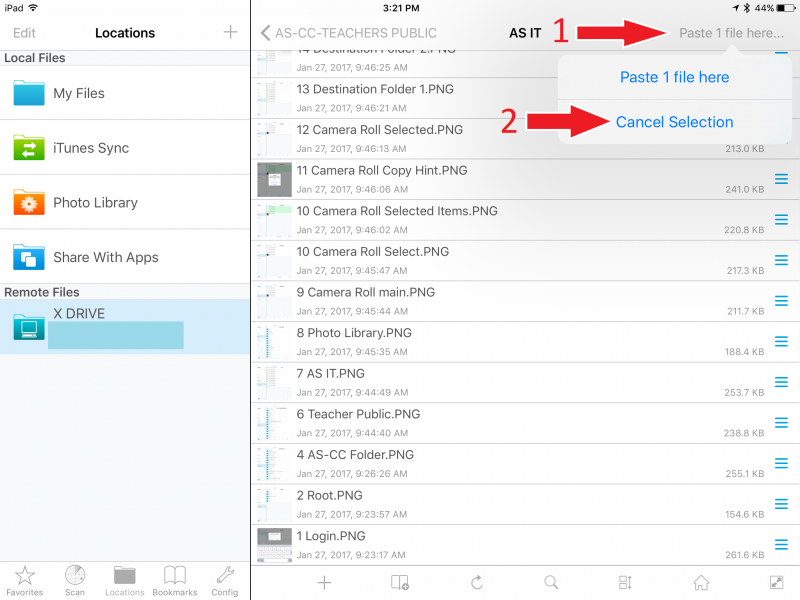 iPad
3:21 PM
44%
Edit
Locations
Local Files
My Files
iTunes Sync
Photo Library
Share With Apps
Remote Files
X DRIVE
Favorites
Scan
Locations
Bookmarks
Config
AS-CC-TEACHERS PUBLIC
AS IT
1
Paste 1 file here...
Paste 1 file here
2
Cancel Selection
14 Destination Folder 2.PNG
Jan 27, 2017, 9:46:25 AM
13 Destination Folder 1.PNG
Jan 27, 2017, 9:46:21 AM
12 Camera Roll Selected.PNG
Jan 27, 2017, 9:46:13 AM
213.0 KB
11 Camera Roll Copy Hint.PNG
Jan 27, 2017, 9:46:06 AM
241.0 KB
10 Camera Roll Selected Items.PNG
Jan 27, 2017, 9:46:02 AM
220.8 KB
10 Camera Roll Select.PNG
Jan 27, 2017, 9:45:47 AM
217.3 KB
9 Camera Roll main.PNG
Jan 27, 2017, 9:45:44 AM
211.7 KB
8 Photo Library.PNG
Jan 27, 2017, 9:45:35 AM
188.4 KB
7 AS IT.PNG
Jan 27, 2017, 9:44:49 AM
253.7 KB
6 Teacher Public.PNG
Jan 27, 2017, 9:44:40 AM
238.8 KB
4 AS-CC Folder.PNG
Jan 27, 2017, 9:26:26 AM
255.1 KB
2 Root.PNG
Jan 27, 2017, 9:23:57 AM
154.6 KB
1 Login.PNG
Jan 27, 2017, 9:23:17 AM
261.6 KB